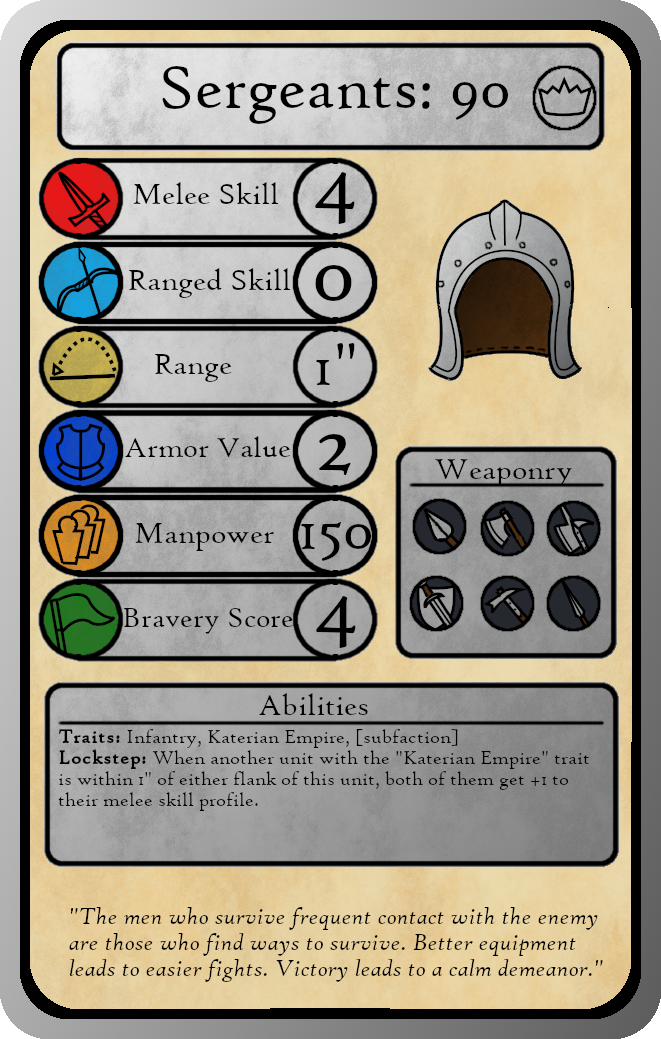 Sergeants: 90
Melee Skill 4
Ranged Skill 0
Range 1"
Armor Value 2
Manpower 150
Bravery Score 4
Weaponry
Abilities
Traits: Infantry, Katerian Empire, [subfaction]
Lockstep: When another unit with the "Katerian Empire" trait
is within 1" of either flank of this unit, both of them get +1 to
their melee skill profile.
"The men who survive frequent contact with the enemy
are those who find ways to survive. Better equipment
leads to easier fights. Victory leads to a calm demeanor."